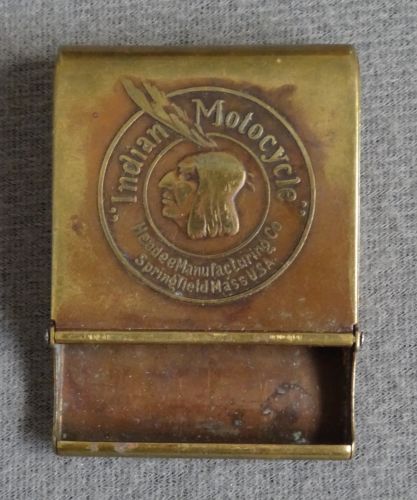 "Indian Motocycle"
Hendee Manufacturing Co
Springfield Mass U.S.A.